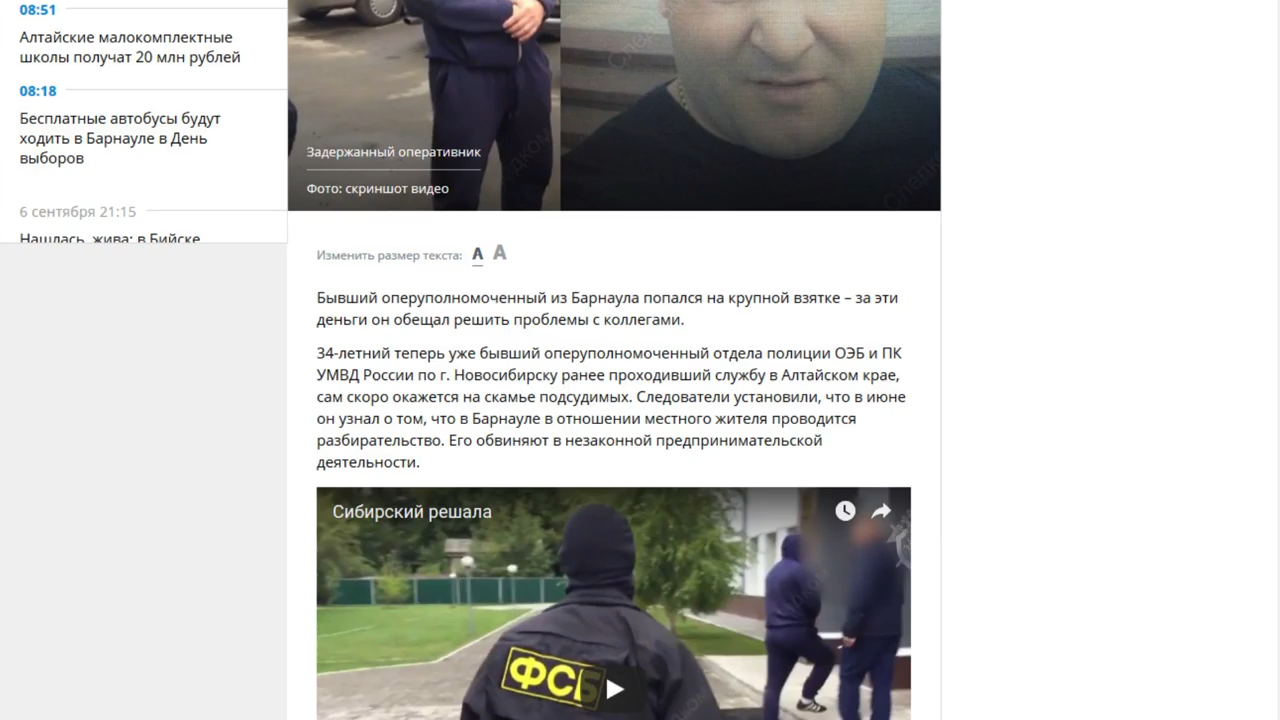 08:51
Алтайские малокомплектные
школы получат 20 млн рублей
08:18
Бесплатные автобусы будут
ходить в Барнауле в День
выборов
6 сентября 21:15
Нашлась, жива: в Бийске
Задержанный оперативник
Фото: скриншот видео
Следком
Изменить размер текста: А А
Бывший оперуполномоченный из Барнаула попался на крупной взятке – за эти
деньги он обещал решить проблемы с коллегами.
34-летний теперь уже бывший оперуполномоченный отдела полиции ОЭБ и ПК
УМВД России по г. Новосибирску ранее проходивший службу в Алтайском крае,
сам скоро окажется на скамье подсудимых. Следователи установили, что в июне
он узнал о том, что в Барнауле в отношении местного жителя проводится
разбирательство. Его обвиняют в незаконной предпринимательской
деятельности.
Сибирский решала
ФСБ